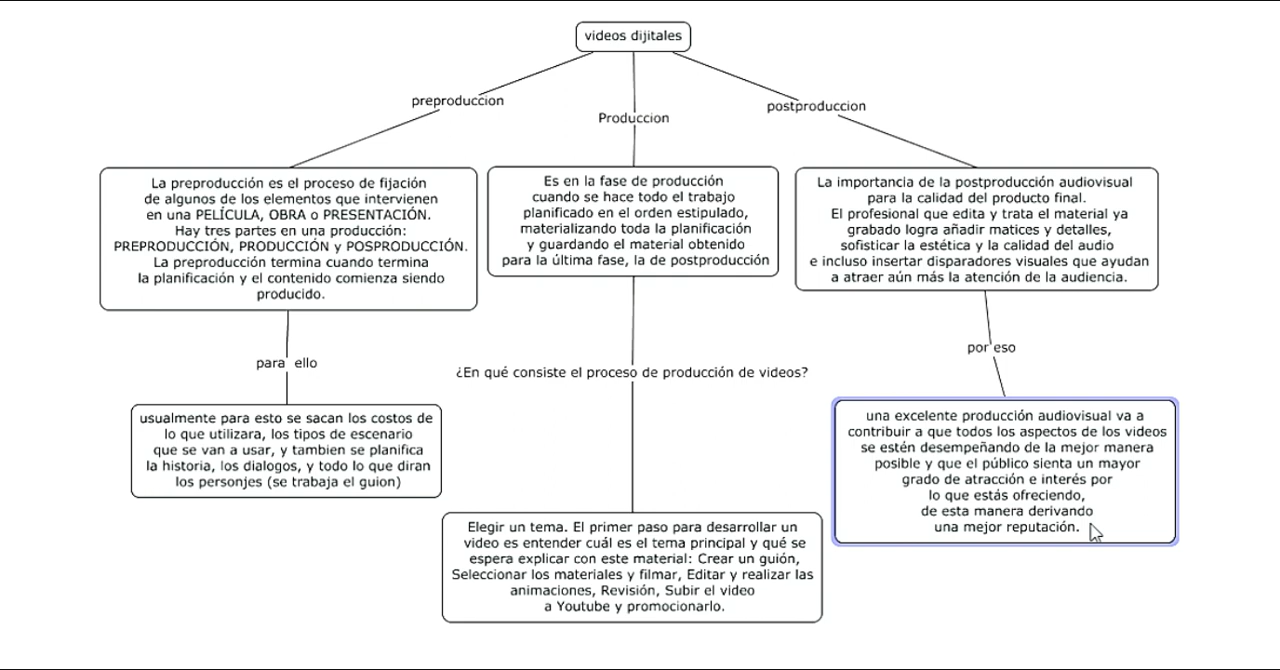 videos dijitales
preproduccion
Produccion
postproduccion
La preproducción es el proceso de fijación
de algunos de los elementos que intervienen
en una PELÍCULA, OBRA o PRESENTACIÓN.
Hay tres partes en una producción:
PREPRODUCCIÓN, PRODUCCIÓN y POSPRODUCCIÓN.
La preproducción termina cuando termina
la planificación y el contenido comienza siendo
producido.
Es en la fase de producción
cuando se hace todo el trabajo
planificado en el orden estipulado,
materializando toda la planificación
y guardando el material obtenido
para la última fase, la de postproducción
La importancia de la postproducción audiovisual
para la calidad del producto final.
El profesional que edita y trata el material ya
grabado logra añadir matices y detalles,
sofisticar la estética y la calidad del audio
e incluso insertar disparadores visuales que ayudan
a atraer aún más la atención de la audiencia.
para ello
¿En qué consiste el proceso de producción de videos?
por eso
usualmente para esto se sacan los costos de
lo que utilizara, los tipos de escenario
que se van a usar, y tambien se planifica
la historia, los dialogos, y todo lo que diran
los personjes (se trabaja el guion)
Elegir un tema. El primer paso para desarrollar un
video es entender cuál es el tema principal y qué se
espera explicar con este material: Crear un guión,
Seleccionar los materiales y filmar, Editar y realizar las
animaciones, Revisión, Subir el video
a Youtube y promocionarlo.
una excelente producción audiovisual va a
contribuir a que todos los aspectos de los videos
se estén desempeñando de la mejor manera
posible y que el público sienta un mayor
grado de atracción e interés por
lo que estás ofreciendo,
de esta manera derivando
una mejor reputación.